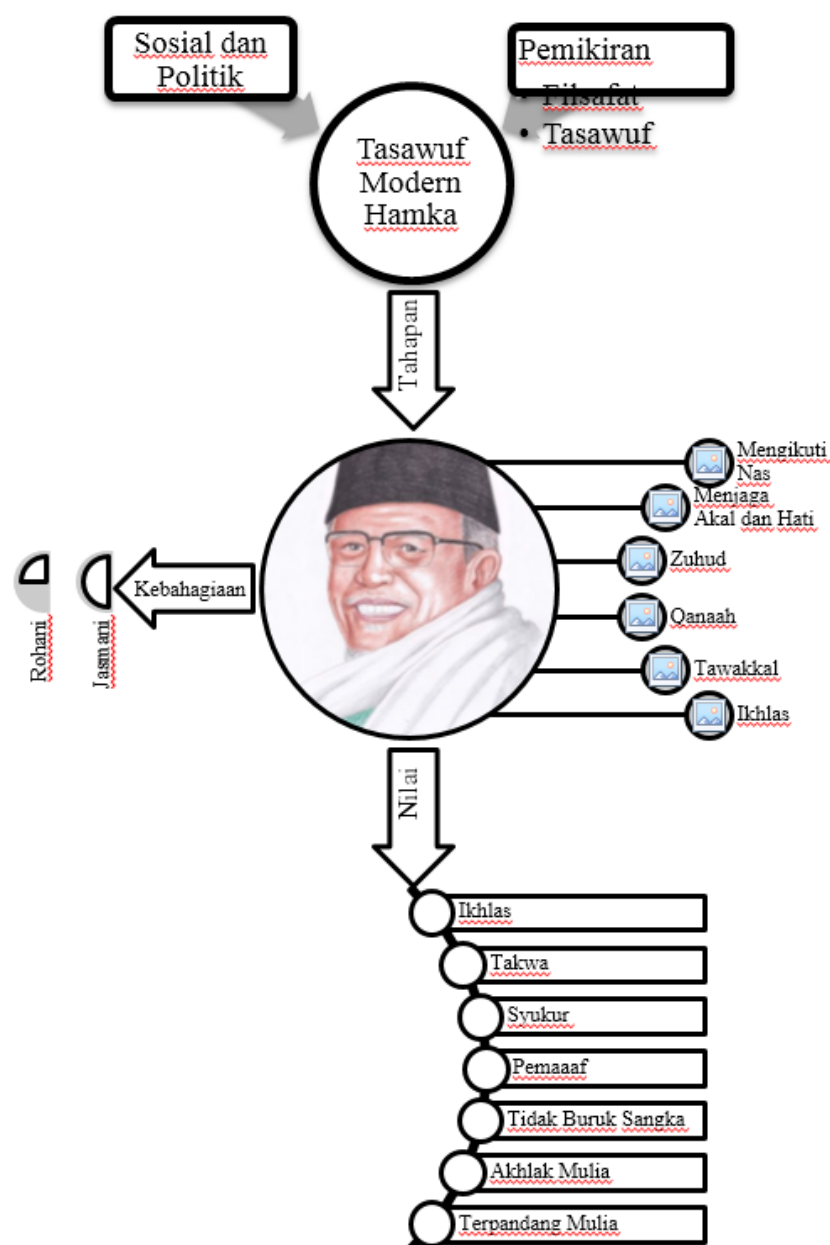 Sosial dan
Politik
Pemikiran
• Filsafat
• Tasawuf
Tasawuf
Modern
Hamka
Tahapan
Mengikuti
Nas
Menjaga
Akal dan Hati
Zuhud
Qanaah
Tawakkal
Ikhlas
Kebahagiaan
Rohani
Jasmani
Nilai
Ikhlas
Takwa
Syukur
Pemaaaf
Tidak Buruk Sangka
Akhlak Mulia
Terpandang Mulia